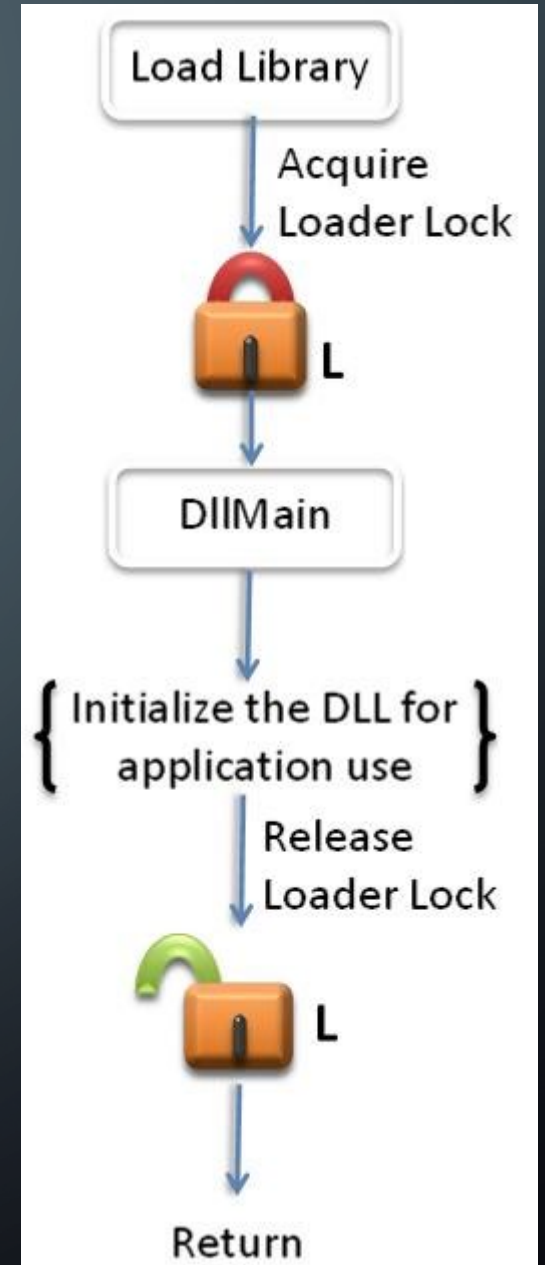 Load Library
Acquire
Loader Lock
L
DllMain
{ Initialize the DLL for }
application use
Release
Loader Lock
L
Return